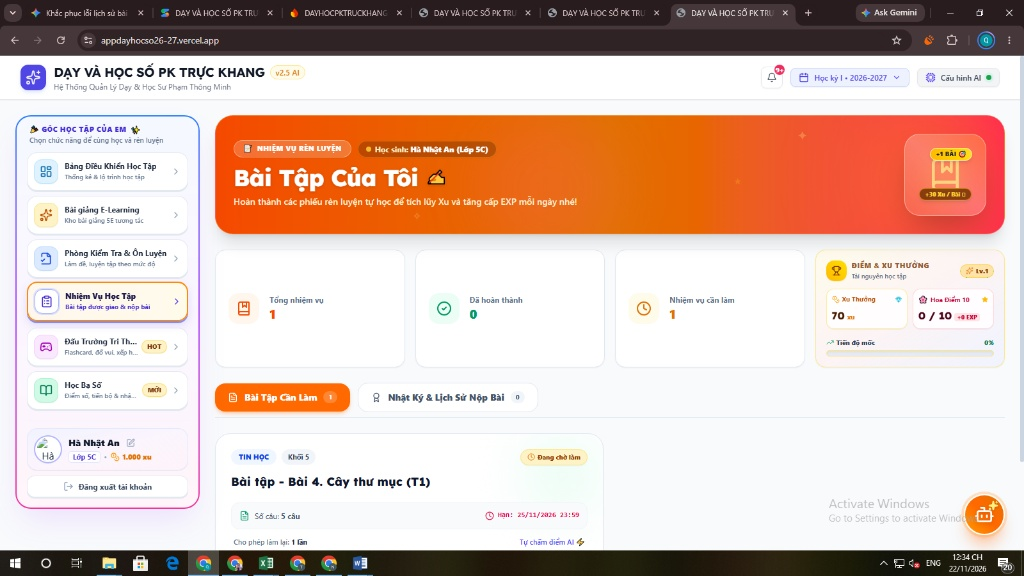 Khắc phục lỗi lịch sử bài
DẠY VÀ HỌC SỐ PK TRỰ
DAYHOCPKTRUCKHANG
DẠY VÀ HỌC SỐ PK TRỰ
DẠY VÀ HỌC SỐ PK TRỰ
DẠY VÀ HỌC SỐ PK TRỰ
Ask Gemini
appdayhocso26-27.vercel.app
Q
DẠY VÀ HỌC SỐ PK TRỰC KHANG
v2.5 AI
Hệ Thống Quản Lý Dạy & Học Sư Phạm Thông Minh
9+
Học kỳ I • 2026-2027
Cấu hình AI
GÓC HỌC TẬP CỦA EM
Chọn chức năng để cùng học và rèn luyện
Bảng Điều Khiển Học Tập
Thống kê & lộ trình học tập
Bài giảng E-Learning
Kho bài giảng 5E tương tác
Phòng Kiểm Tra & Ôn Luyện
Làm đề, luyện tập theo mức độ
Nhiệm Vụ Học Tập
Bài tập được giao & nộp bài
Đấu Trường Tri Th...
Flashcard, đố vui, xếp h...
HOT
Học Bạ Số
Điểm số, tiến bộ & nhậ...
MỚI
Hà
Hà Nhật An
Lớp 5C • 1.000 xu
Đăng xuất tài khoản
NHIỆM VỤ RÈN LUYỆN
Học sinh: Hà Nhật An (Lớp 5C)
Bài Tập Của Tôi
Hoàn thành các phiếu rèn luyện tự học để tích lũy Xu và tăng cấp EXP mỗi ngày nhé!
+1 BÀI
+30 Xu / Bài
Tổng nhiệm vụ
1
Đã hoàn thành
0
Nhiệm vụ cần làm
1
ĐIỂM & XU THƯỞNG
Tài nguyên học tập
Lv.1
Xu Thưởng
70 xu
Hoa Điểm 10
0 / 10 +0 EXP
Tiến độ mốc
0%
Bài Tập Cần Làm 1
Nhật Ký & Lịch Sử Nộp Bài 0
TIN HỌC
Khối 5
Đang chờ làm
Bài tập - Bài 4. Cây thư mục (T1)
Số câu: 5 câu
Hạn: 25/11/2026 23:59
Cho phép làm lại: 1 lần
Tự chấm điểm AI
Activate Windows
Go to Settings to activate Wind
ENG
12:34 CH
22/11/2026
20